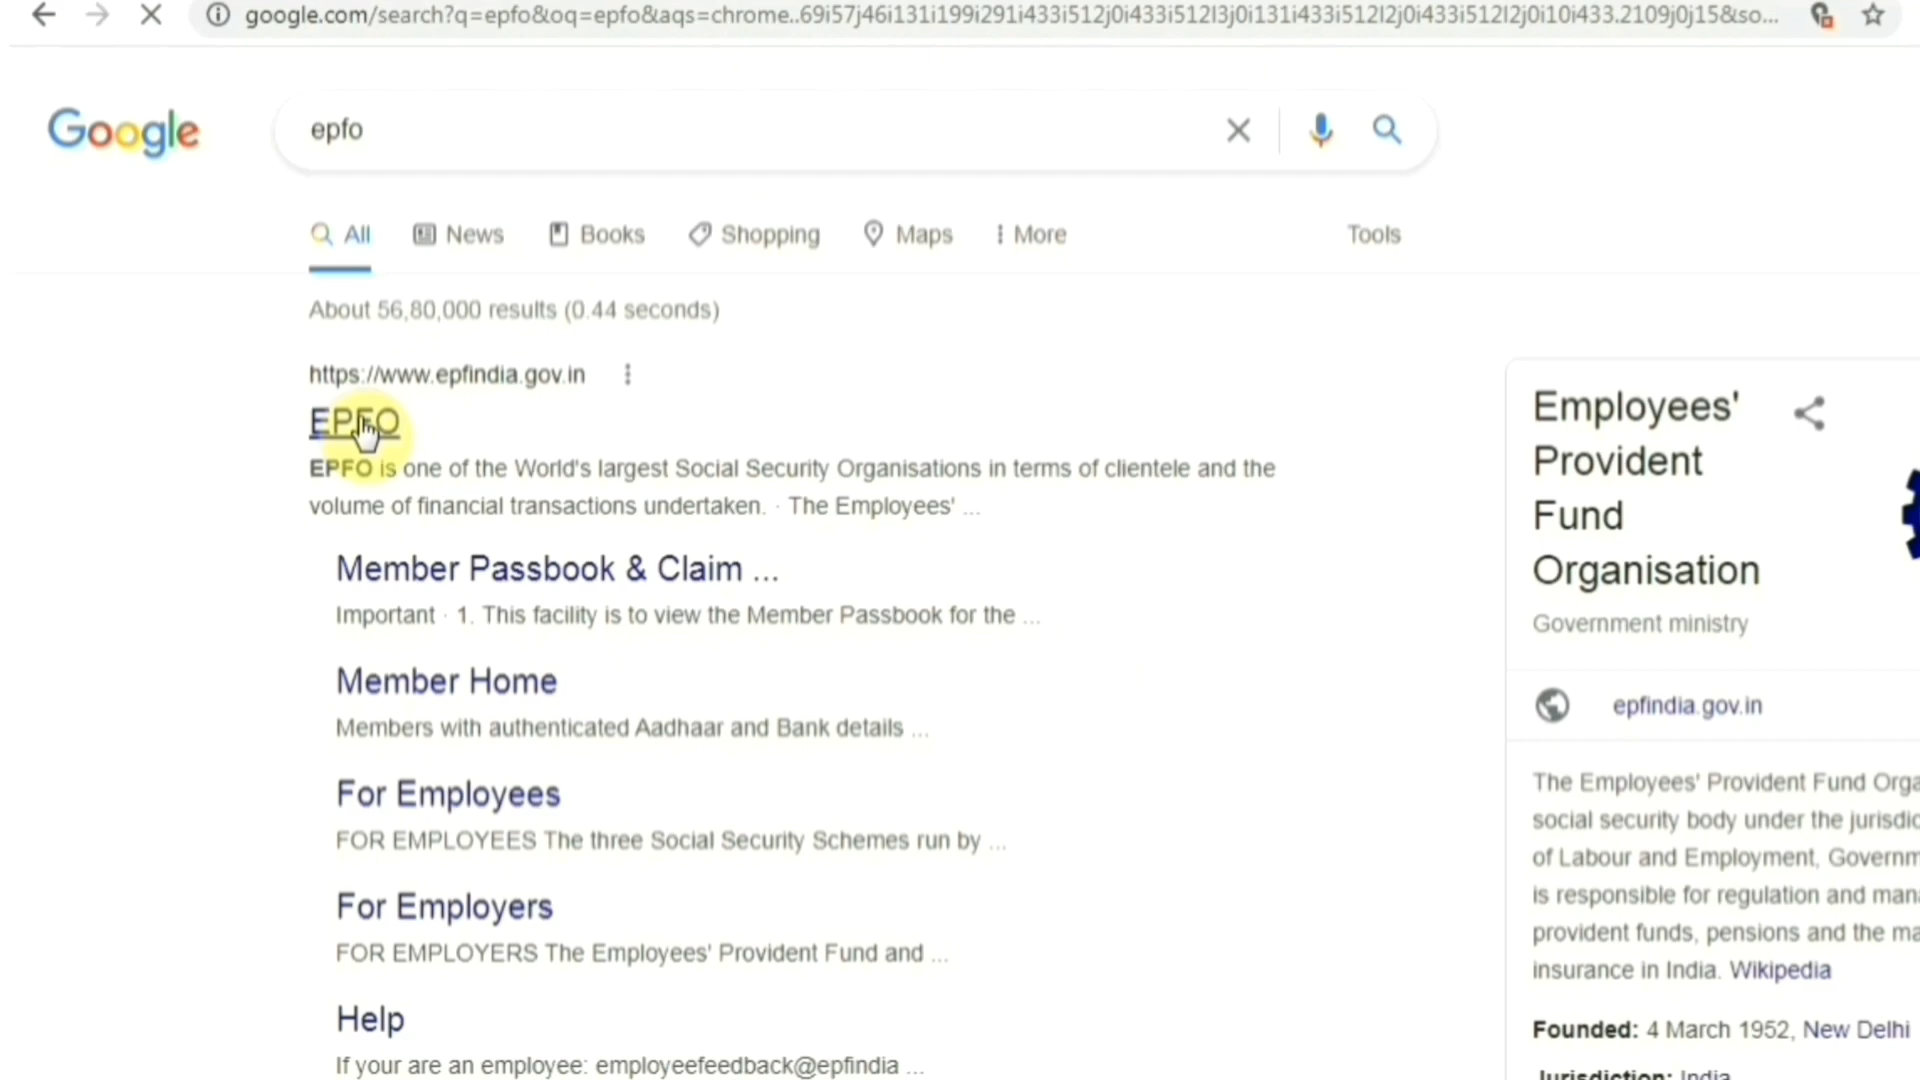 google.com/search?q=epfo&oq=epfo&aqs=chrome..69i57j46i131i199i291i433i512j0i433i512l3j0i131i433i512l2j0i433i512l2j0i10i433.2109j0j15&so...
Google
epfo
All News Books Shopping Maps More Tools
About 56,80,000 results (0.44 seconds)
https://www.epfindia.gov.in
EPFO
EPFO is one of the World's largest Social Security Organisations in terms of clientele and the
volume of financial transactions undertaken. · The Employees' ...
Member Passbook & Claim ...
Important · 1. This facility is to view the Member Passbook for the ...
Member Home
Members with authenticated Aadhaar and Bank details ...
For Employees
FOR EMPLOYEES The three Social Security Schemes run by ...
For Employers
FOR EMPLOYERS The Employees' Provident Fund and ...
Help
If your are an employee: employeefeedback@epfindia ...
Employees'
Provident
Fund
Organisation
Government ministry
epfindia.gov.in
The Employees' Provident Fund Orga
social security body under the jurisdic
of Labour and Employment, Governm
is responsible for regulation and mana
provident funds, pensions and the ma
insurance in India. Wikipedia
Founded: 4 March 1952, New Delhi
Jurisdiction: India